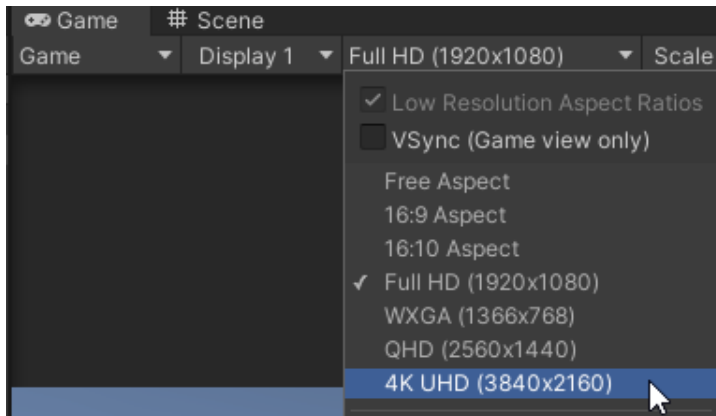 Game Scene
Game Display 1 Full HD (1920x1080) Scale
Low Resolution Aspect Ratios
VSync (Game view only)
Free Aspect
16:9 Aspect
16:10 Aspect
Full HD (1920x1080)
WXGA (1366x768)
QHD (2560x1440)
4K UHD (3840x2160)